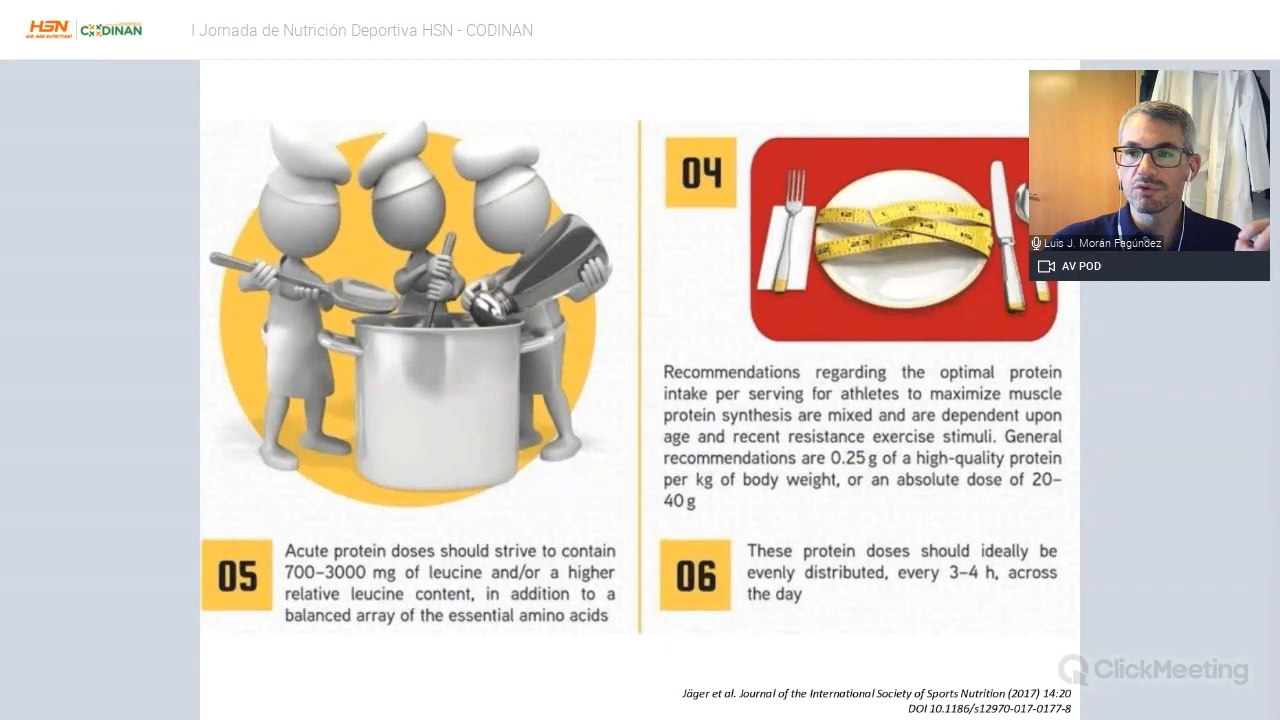 HSN
WE ARE NUTRITION!
CODINAN
I Jornada de Nutrición Deportiva HSN - CODINAN
Luis J. Morán Fagúndez
AV POD
04
Recommendations regarding the optimal protein
intake per serving for athletes to maximize muscle
protein synthesis are mixed and are dependent upon
age and recent resistance exercise stimuli. General
recommendations are 0.25 g of a high-quality protein
per kg of body weight, or an absolute dose of 20–
40 g
05
Acute protein doses should strive to contain
700–3000 mg of leucine and/or a higher
relative leucine content, in addition to a
balanced array of the essential amino acids
06
These protein doses should ideally be
evenly distributed, every 3–4 h, across
the day
ClickMeeting
Jäger et al. Journal of the International Society of Sports Nutrition (2017) 14:20
DOI 10.1186/s12970-017-0177-8